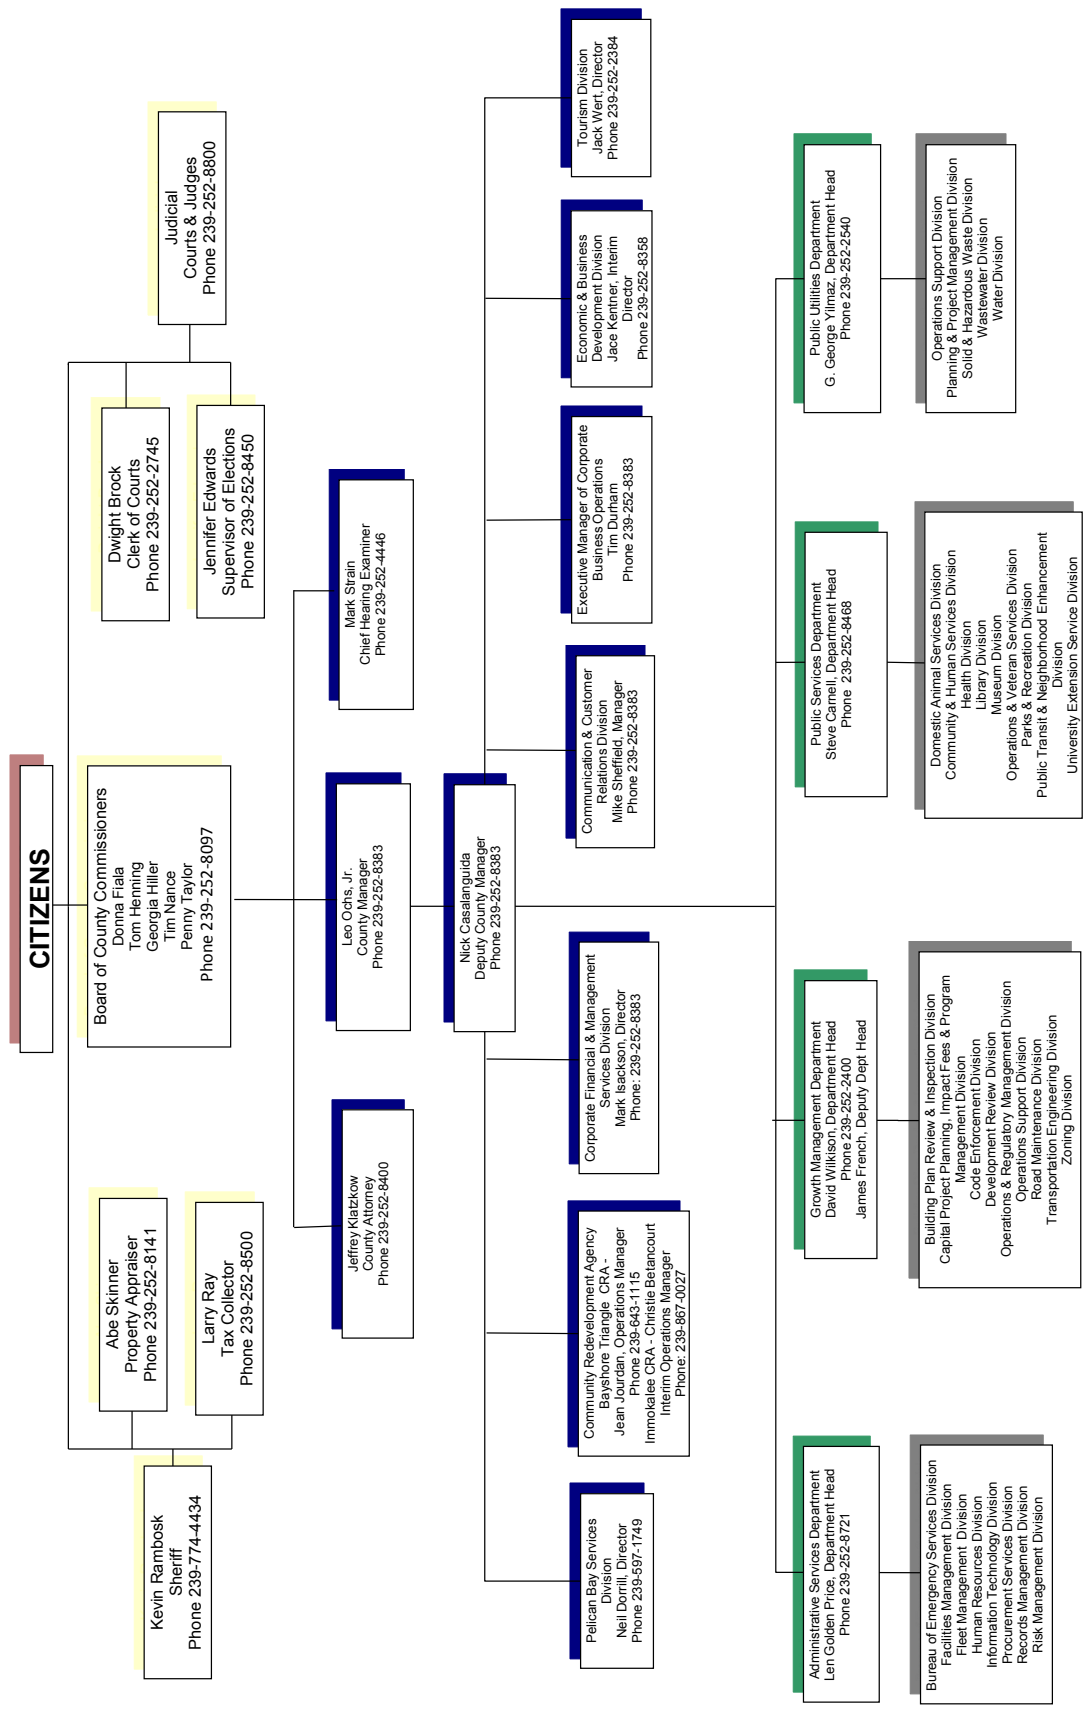 CITIZENS
Kevin Rambosk
Sheriff
Phone 239-774-4434
Abe Skinner
Property Appraiser
Phone 239-252-8141
Larry Ray
Tax Collector
Phone 239-252-8500
Board of County Commissioners
Donna Fiala
Tom Henning
Georgia Hiller
Tim Nance
Penny Taylor
Phone 239-252-8097
Dwight Brock
Clerk of Courts
Phone 239-252-2745
Jennifer Edwards
Supervisor of Elections
Phone 239-252-8450
Judicial
Courts & Judges
Phone 239-252-8800
Jeffrey Klatzkow
County Attorney
Phone 239-252-8400
Leo Ochs, Jr.
County Manager
Phone 239-252-8383
Mark Strain
Chief Hearing Examiner
Phone 239-252-4446
Nick Casalanguida
Deputy County Manager
Phone 239-252-8383
Pelican Bay Services
Division
Neil Dorrill, Director
Phone 239-597-1749
Community Redevelopment Agency
Bayshore Triangle CRA -
Jean Jourdan, Operations Manager
Phone 239-643-1115
Immokalee CRA - Christie Betancourt
Interim Operations Manager
Phone: 239-867-0027
Corporate Financial & Management
Services Division
Mark Isackson, Director
Phone: 239-252-8383
Communication & Customer
Relations Division
Mike Sheffield, Manager
Phone 239-252-8383
Executive Manager of Corporate
Business Operations
Tim Durham
Phone 239-252-8383
Economic & Business
Development Division
Jace Kentner, Interim
Director
Phone 239-252-8358
Tourism Division
Jack Wert, Director
Phone 239-252-2384
Administrative Services Department
Len Golden Price, Department Head
Phone 239-252-8721
Growth Management Department
David Wilkison, Department Head
Phone 239-252-2400
James French, Deputy Dept Head
Public Services Department
Steve Carnell, Department Head
Phone 239-252-8468
Public Utilities Department
G. George Yilmaz, Department Head
Phone 239-252-2540
Bureau of Emergency Services Division
Facilities Management Division
Fleet Management Division
Human Resources Division
Information Technology Division
Procurement Services Division
Records Management Division
Risk Management Division
Building Plan Review & Inspection Division
Capital Project Planning, Impact Fees & Program
Management Division
Code Enforcement Division
Development Review Division
Operations & Regulatory Management Division
Operations Support Division
Road Maintenance Division
Transportation Engineering Division
Zoning Division
Domestic Animal Services Division
Community & Human Services Division
Health Division
Library Division
Museum Division
Operations & Veteran Services Division
Parks & Recreation Division
Public Transit & Neighborhood Enhancement
Division
University Extension Service Division
Operations Support Division
Planning & Project Management Division
Solid & Hazardous Waste Division
Wastewater Division
Water Division